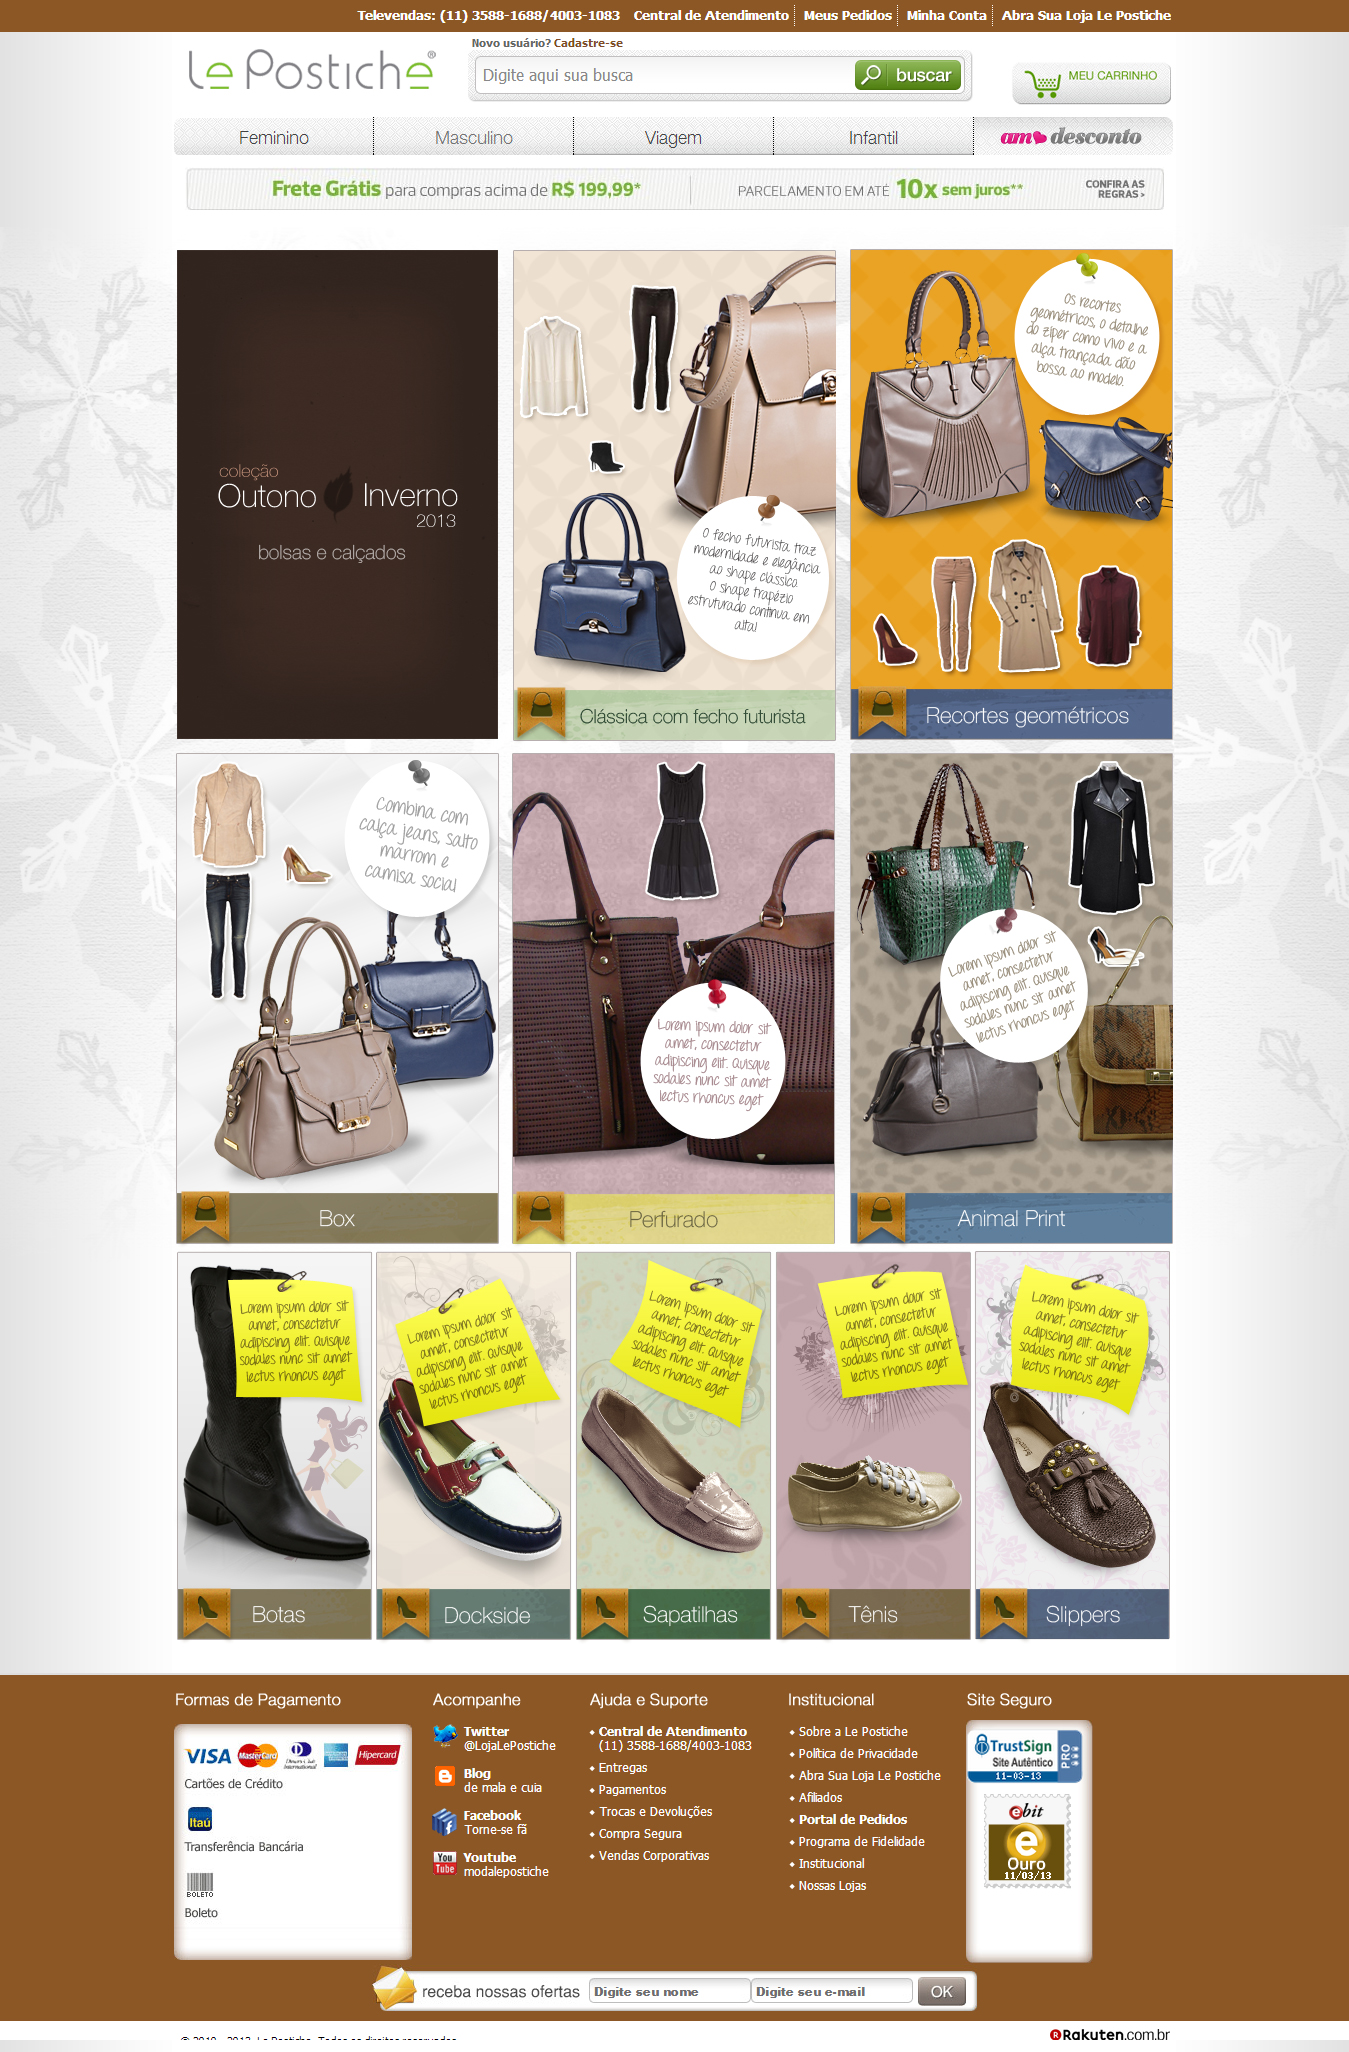 Televendas: (11) 3588-1688/4003-1083 Central de Atendimento Meus Pedidos Minha Conta Abra Sua Loja Le Postiche
Le Postiche®
Novo usuário? Cadastre-se
Digite aqui sua busca
buscar
MEU CARRINHO
Feminino Masculino Viagem Infantil amo desconto
Frete Grátis para compras acima de R$ 199,99*
PARCELAMENTO EM ATÉ 10x sem juros**
CONFIRA AS
REGRAS >
coleção
Outono Inverno
2013
bolsas e calçados
O fecho futurista traz
modernidade e elegância
ao shape clássico.
O shape trapézio
estruturado continua em
alta!
Clássica com fecho futurista
Os recortes
geométricos, o detalhe
do zíper como vivo e a
alça trançada dão
bossa ao modelo.
Recortes geométricos
Combina com
calça jeans, salto
marrom e
camisa social
Box
Lorem ipsum dolor sit
amet, consectetur
adipiscing elit. Quisque
sodales nunc sit amet
lectus rhoncus eget
Perfurado
Lorem ipsum dolor sit
amet, consectetur
adipiscing elit. Quisque
sodales nunc sit amet
lectus rhoncus eget
Animal Print
Lorem ipsum dolor sit
amet, consectetur
adipiscing elit. Quisque
sodales nunc sit amet
lectus rhoncus eget
Botas
Lorem ipsum dolor sit
amet, consectetur
adipiscing elit. Quisque
sodales nunc sit amet
lectus rhoncus eget
Dockside
Lorem ipsum dolor sit
amet, consectetur
adipiscing elit. Quisque
sodales nunc sit amet
lectus rhoncus eget
Sapatilhas
Lorem ipsum dolor sit
amet, consectetur
adipiscing elit. Quisque
sodales nunc sit amet
lectus rhoncus eget
Tênis
Lorem ipsum dolor sit
amet, consectetur
adipiscing elit. Quisque
sodales nunc sit amet
lectus rhoncus eget
Slippers
Formas de Pagamento
VISA MasterCard Diners Club International Hipercard
Cartões de Crédito
Itaú
Transferência Bancária
BOLETO
Boleto
Acompanhe
Twitter
@LojaLePostiche
Blog
de mala e cuia
Facebook
Torne-se fã
You
Tube
Youtube
modalepostiche
Ajuda e Suporte
Central de Atendimento
(11) 3588-1688/4003-1083
Entregas
Pagamentos
Trocas e Devoluções
Compra Segura
Vendas Corporativas
Institucional
Sobre a Le Postiche
Política de Privacidade
Abra Sua Loja Le Postiche
Afiliados
Portal de Pedidos
Programa de Fidelidade
Institucional
Nossas Lojas
Site Seguro
TrustSign
Site Autêntico
11-03-13
PRO
ebit
e
Ouro
11/03/13
receba nossas ofertas
Digite seu nome
Digite seu e-mail
OK
© 2010 - 2013. Le Postiche. Todos os direitos reservados.
Rakuten.com.br